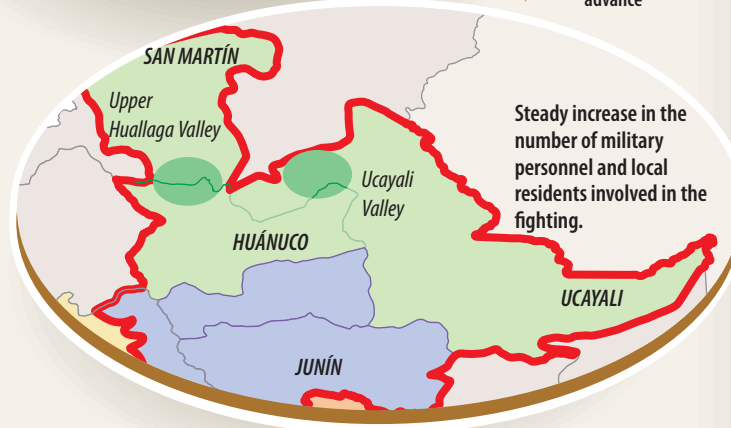 advance
SAN MARTÍN
Upper
Huallaga Valley
Steady increase in the
number of military
personnel and local
residents involved in the
fighting.
Ucayali
Valley
HUÁNUCO
UCAYALI
JUNÍN